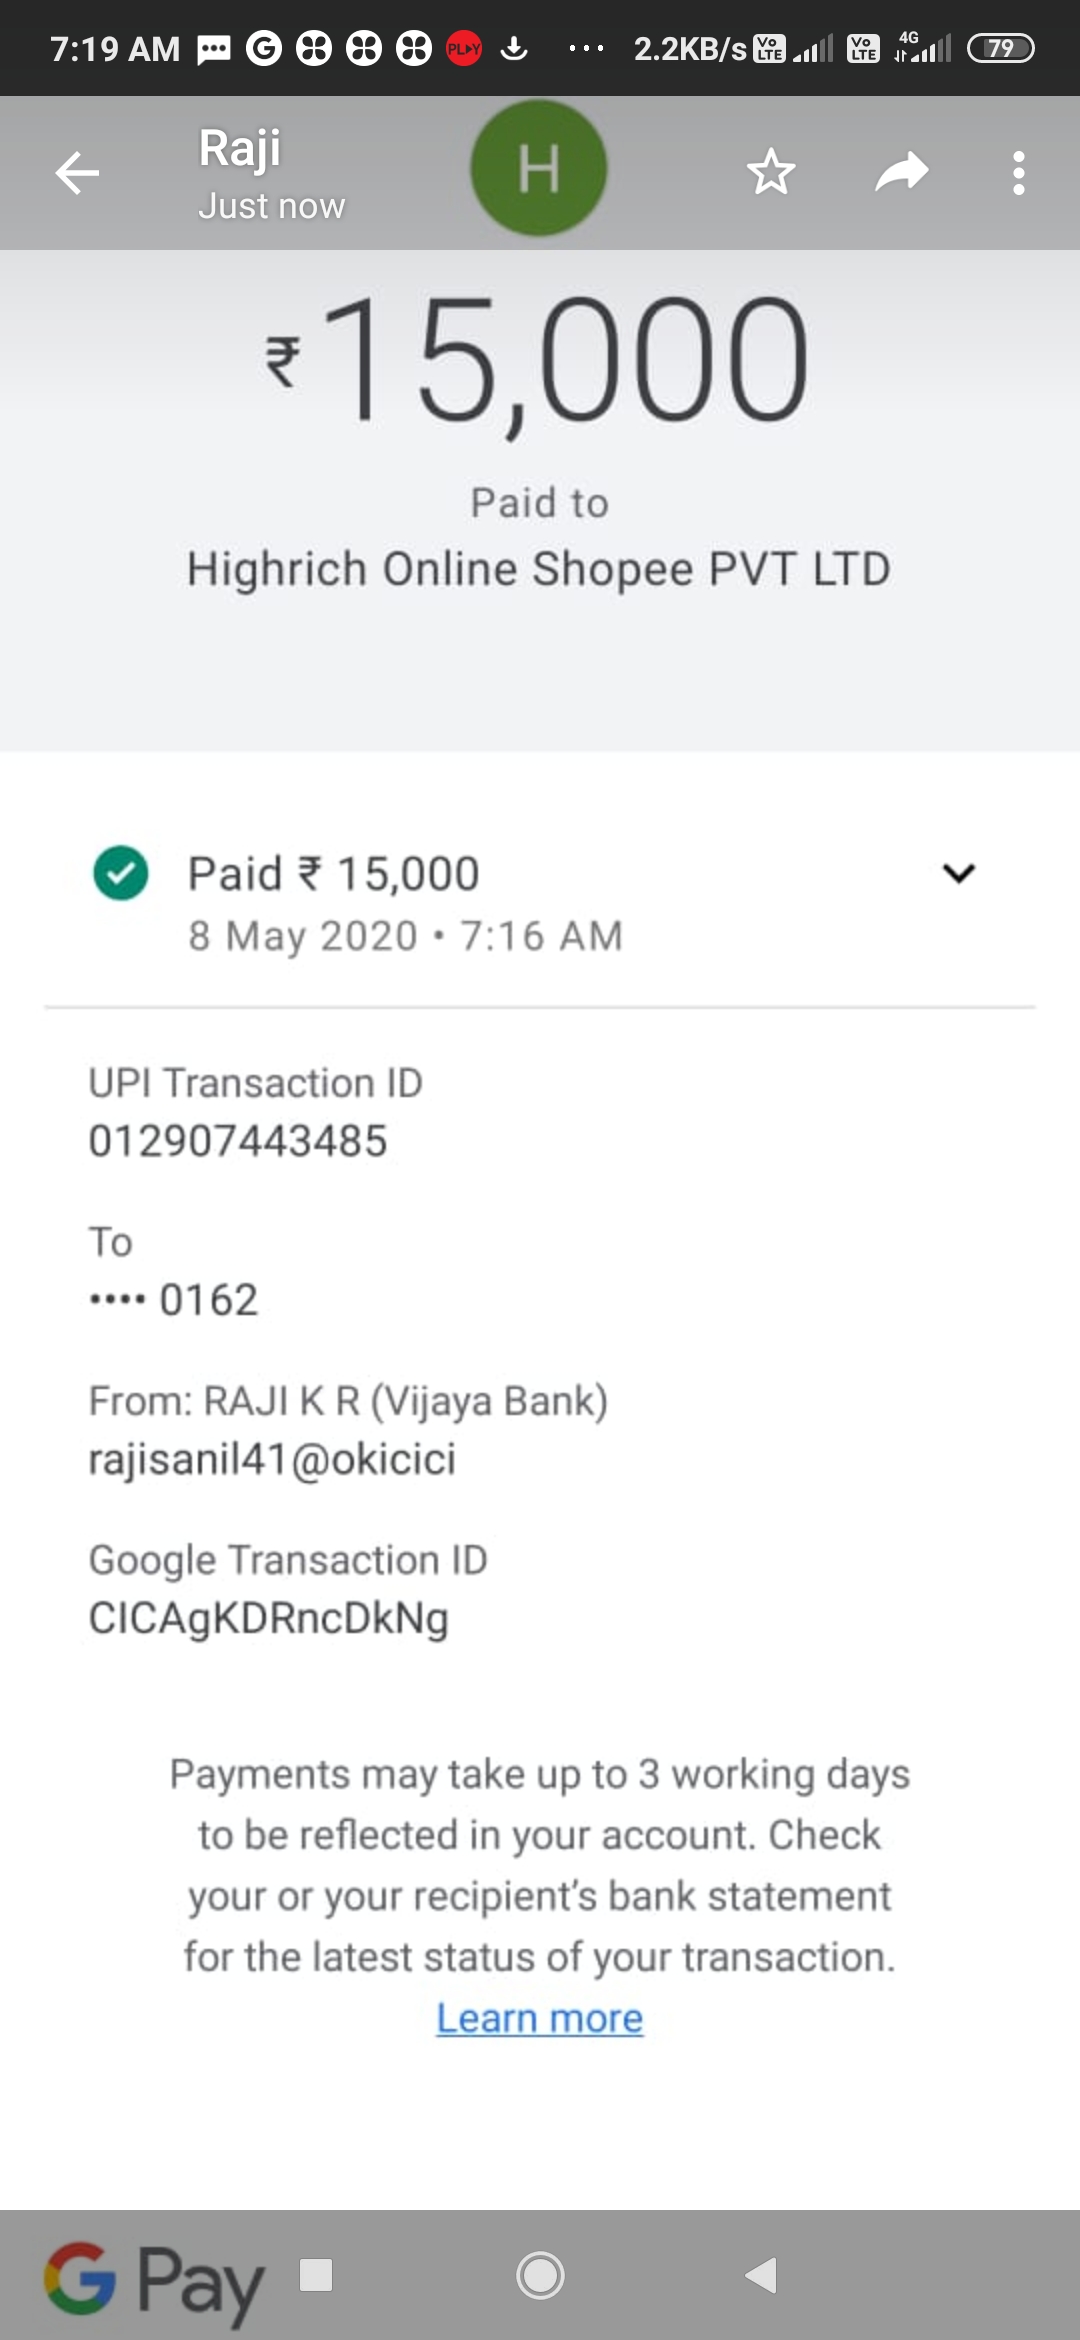 7:19 AM
G
PLAY
... 2.2KB/s
Vo LTE
Vo LTE
4G
79
Raji
Just now
H
₹15,000
Paid to
Highrich Online Shopee PVT LTD
Paid ₹ 15,000
8 May 2020 • 7:16 AM
UPI Transaction ID
012907443485
To
•••• 0162
From: RAJI K R (Vijaya Bank)
rajisanil41@okicici
Google Transaction ID
CICAgKDRncDkNg
Payments may take up to 3 working days
to be reflected in your account. Check
your or your recipient’s bank statement
for the latest status of your transaction.
Learn more
G Pay